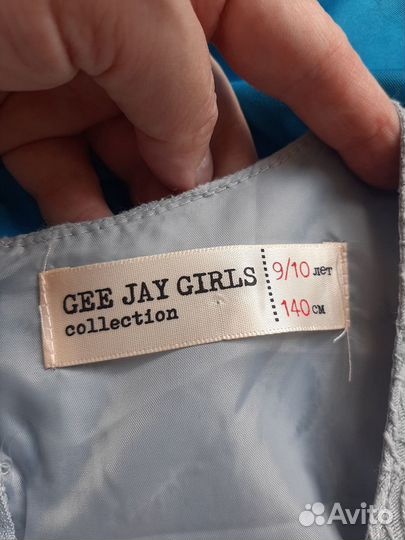 GEE JAY GIRLS
collection
9/10 лет
140 см
Avito